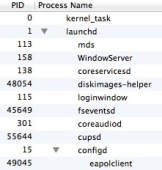 PID Process Name
0 kernel_task
1 launchd
113 mds
158 WindowServer
138 coreservicesd
48054 diskimages-helper
115 loginwindow
45649 fseventsd
301 coreaudiod
55644 cupsd
15 configd
49045 eapolclient